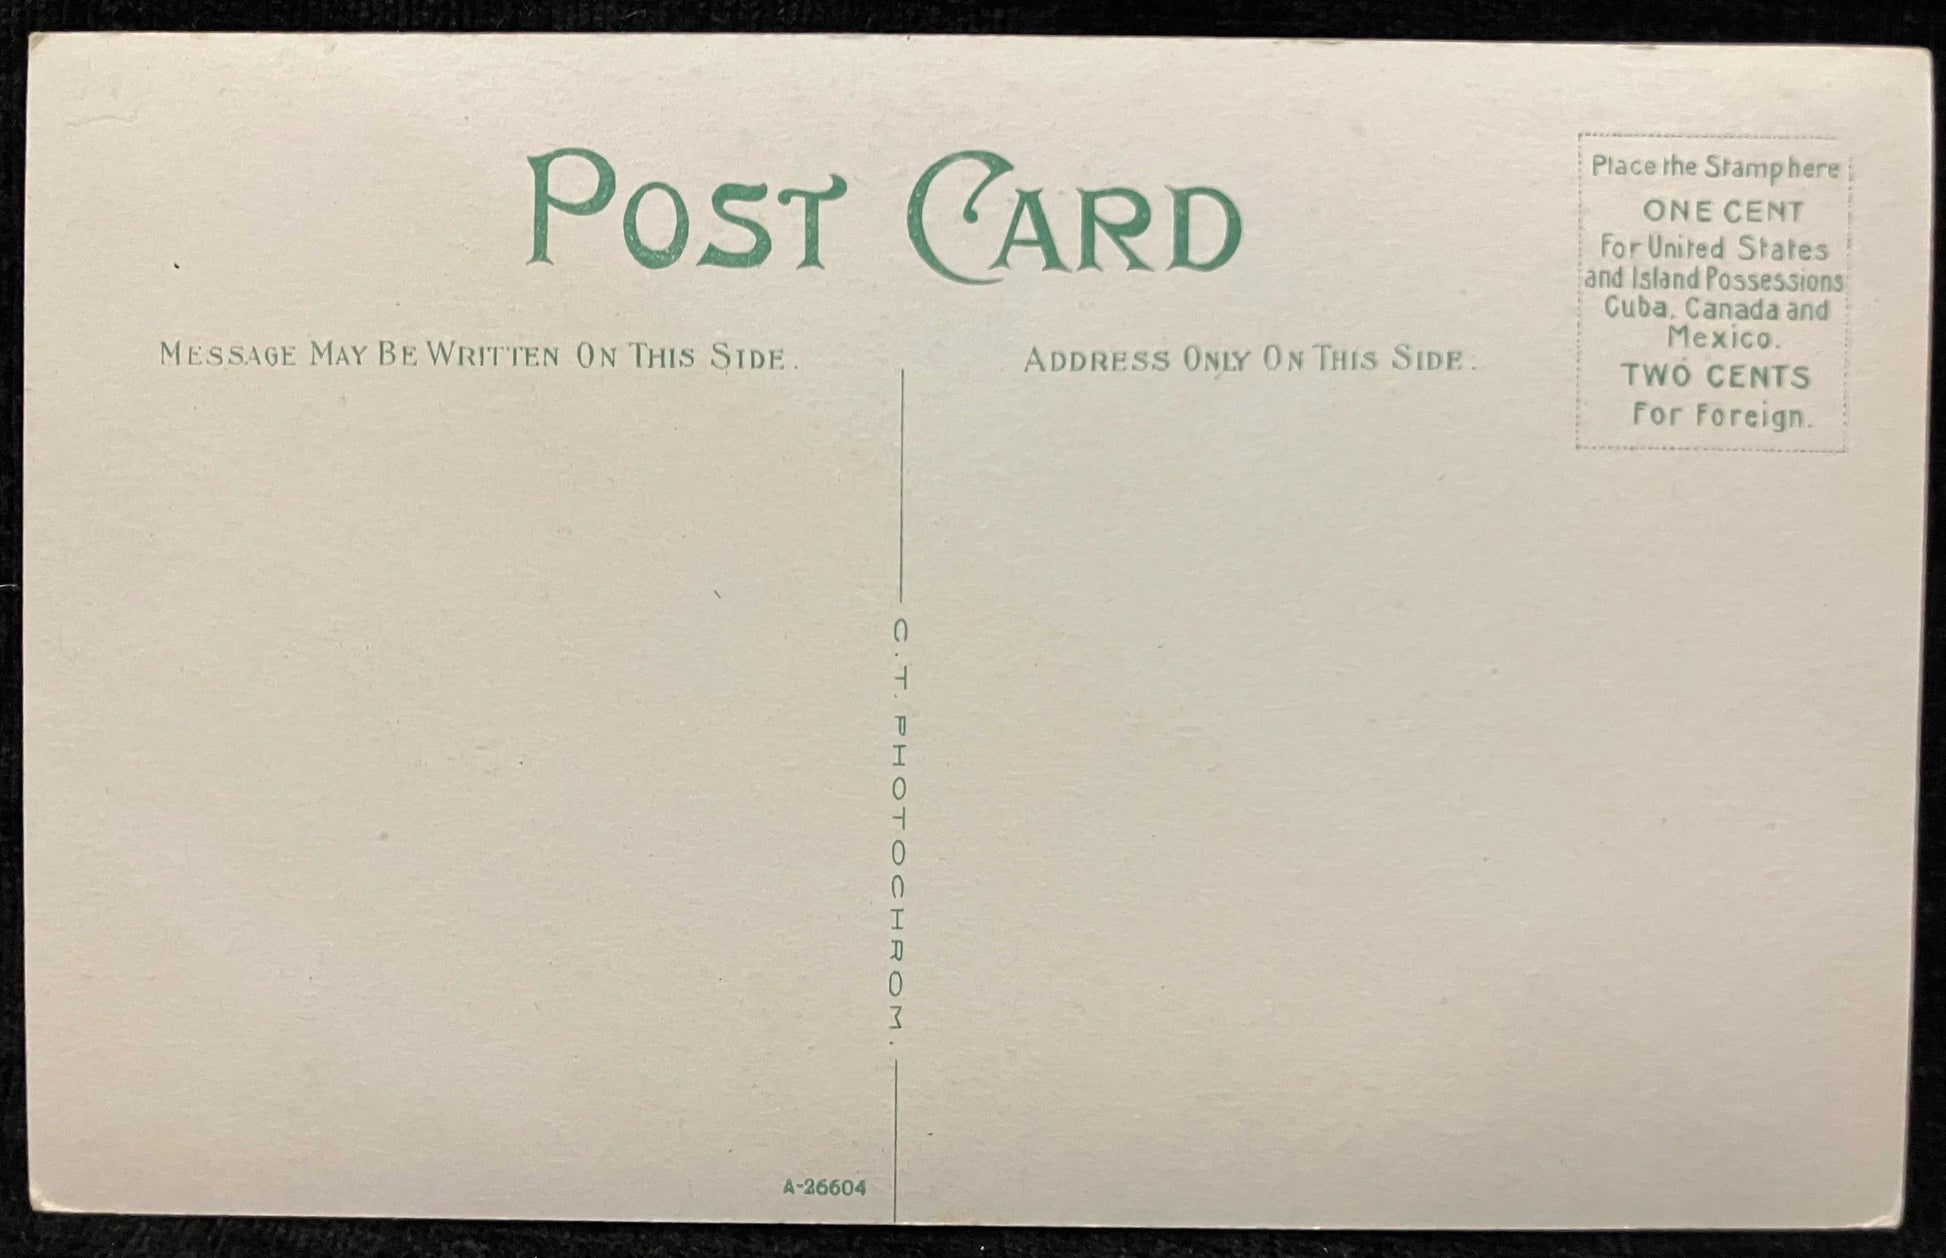 POST CARD
Place the Stamp here
ONE CENT
For United States
and Island Possessions
Cuba, Canada and
Mexico.
TWO CENTS
For Foreign.
MESSAGE MAY BE WRITTEN ON THIS SIDE.
ADDRESS ONLY ON THIS SIDE.
C.T. PHOTOCHROM.
A-26604